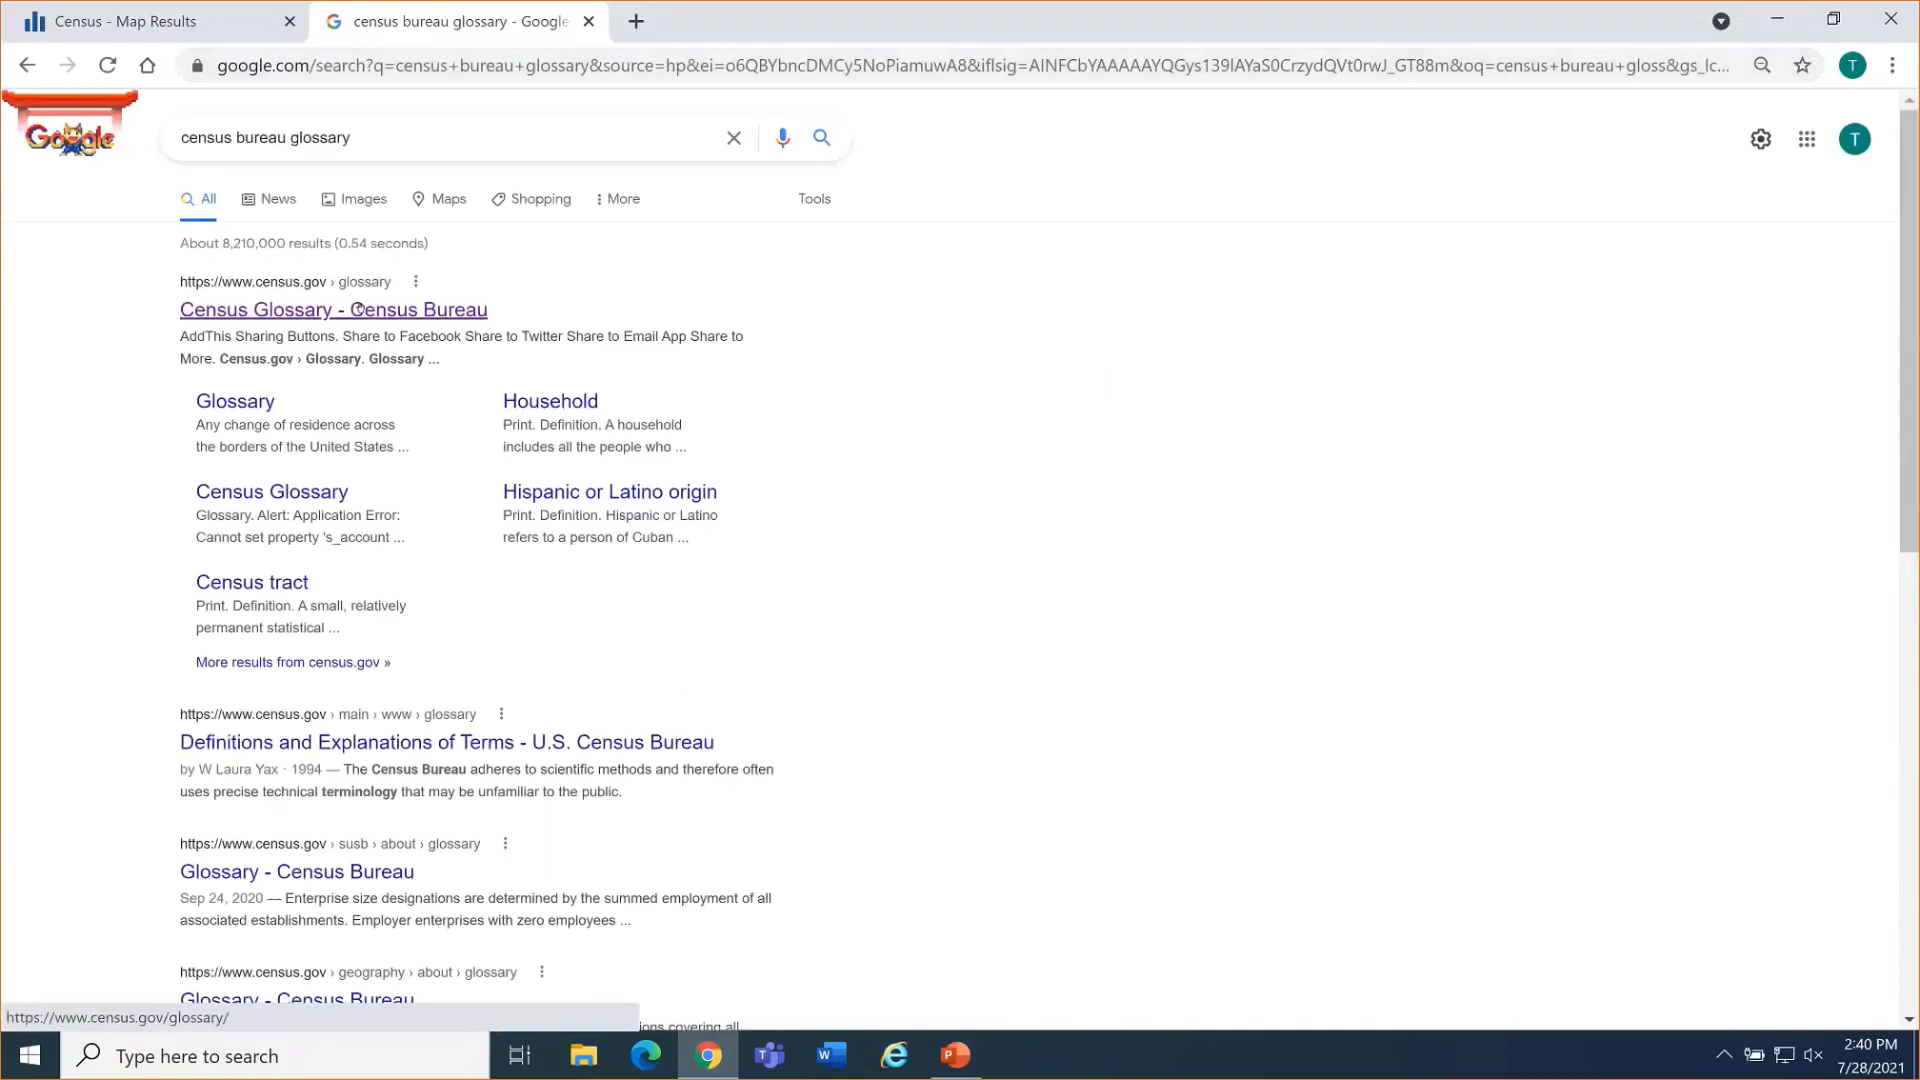 Census - Map Results
census bureau glossary - Google
google.com/search?q=census+bureau+glossary&source=hp&ei=o6QBYbncDMCy5NoPiamuwA8&iflsig=AINFCbYAAAAAYQGys139lAYaS0CrzydQVt0rwJ_GT88m&oq=census+bureau+gloss&gs_lc...
T
Google
census bureau glossary
T
All
News
Images
Maps
Shopping
More
Tools
About 8,210,000 results (0.54 seconds)
https://www.census.gov › glossary
Census Glossary - Census Bureau
AddThis Sharing Buttons. Share to Facebook Share to Twitter Share to Email App Share to
More. Census.gov › Glossary. Glossary ...
Glossary
Any change of residence across
the borders of the United States ...
Household
Print. Definition. A household
includes all the people who ...
Census Glossary
Glossary. Alert: Application Error:
Cannot set property 's_account ...
Hispanic or Latino origin
Print. Definition. Hispanic or Latino
refers to a person of Cuban ...
Census tract
Print. Definition. A small, relatively
permanent statistical ...
More results from census.gov »
https://www.census.gov › main › www › glossary
Definitions and Explanations of Terms - U.S. Census Bureau
by W Laura Yax · 1994 — The Census Bureau adheres to scientific methods and therefore often
uses precise technical terminology that may be unfamiliar to the public.
https://www.census.gov › susb › about › glossary
Glossary - Census Bureau
Sep 24, 2020 — Enterprise size designations are determined by the summed employment of all
associated establishments. Employer enterprises with zero employees ...
https://www.census.gov › geography › about › glossary
Glossary - Census Bureau
https://www.census.gov/glossary/
covering all
Type here to search
2:40 PM
7/28/2021